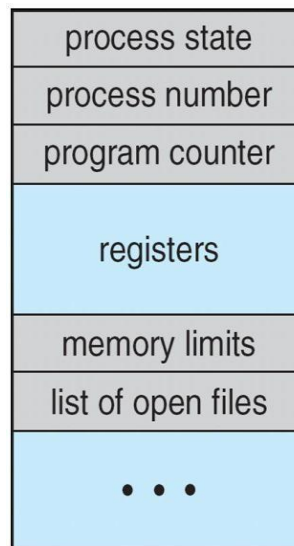 process state
process number
program counter
registers
memory limits
list of open files
• • •